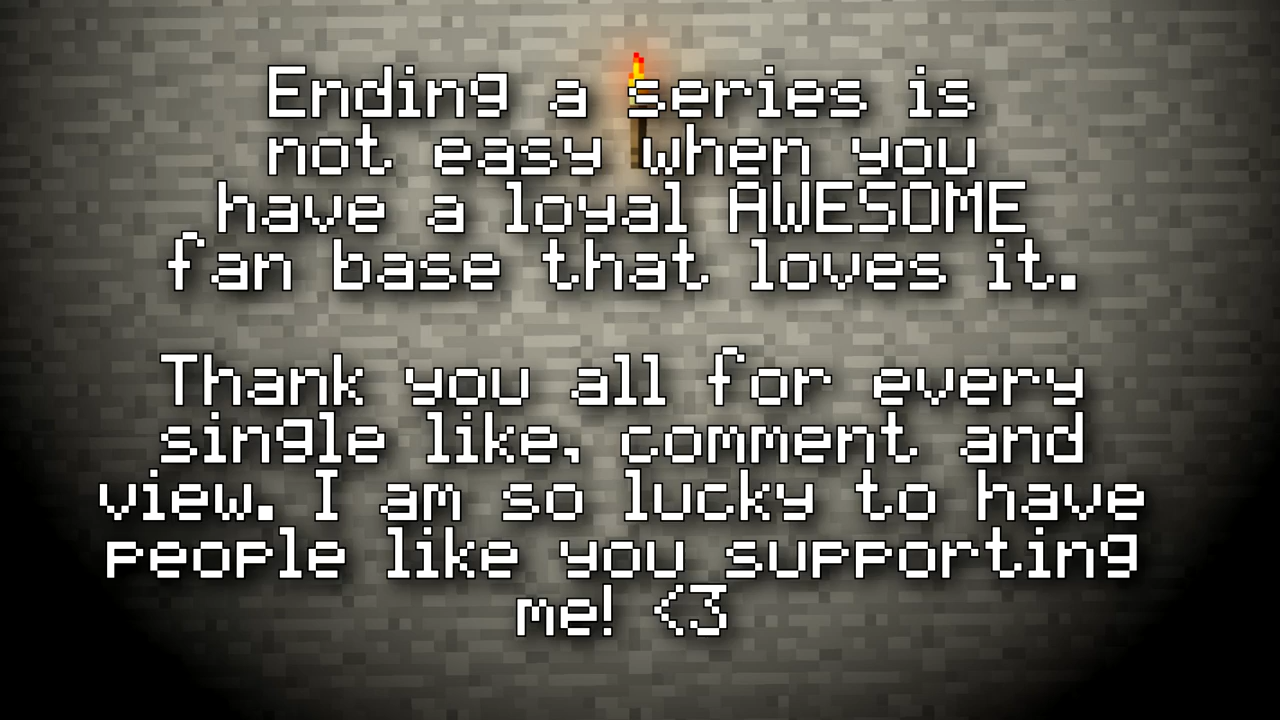 Ending a series is
not easy when you
have a loyal AWESOME
fan base that loves it.
Thank you all for every
single like, comment and
view. I am so lucky to have
people like you supporting
me! <3